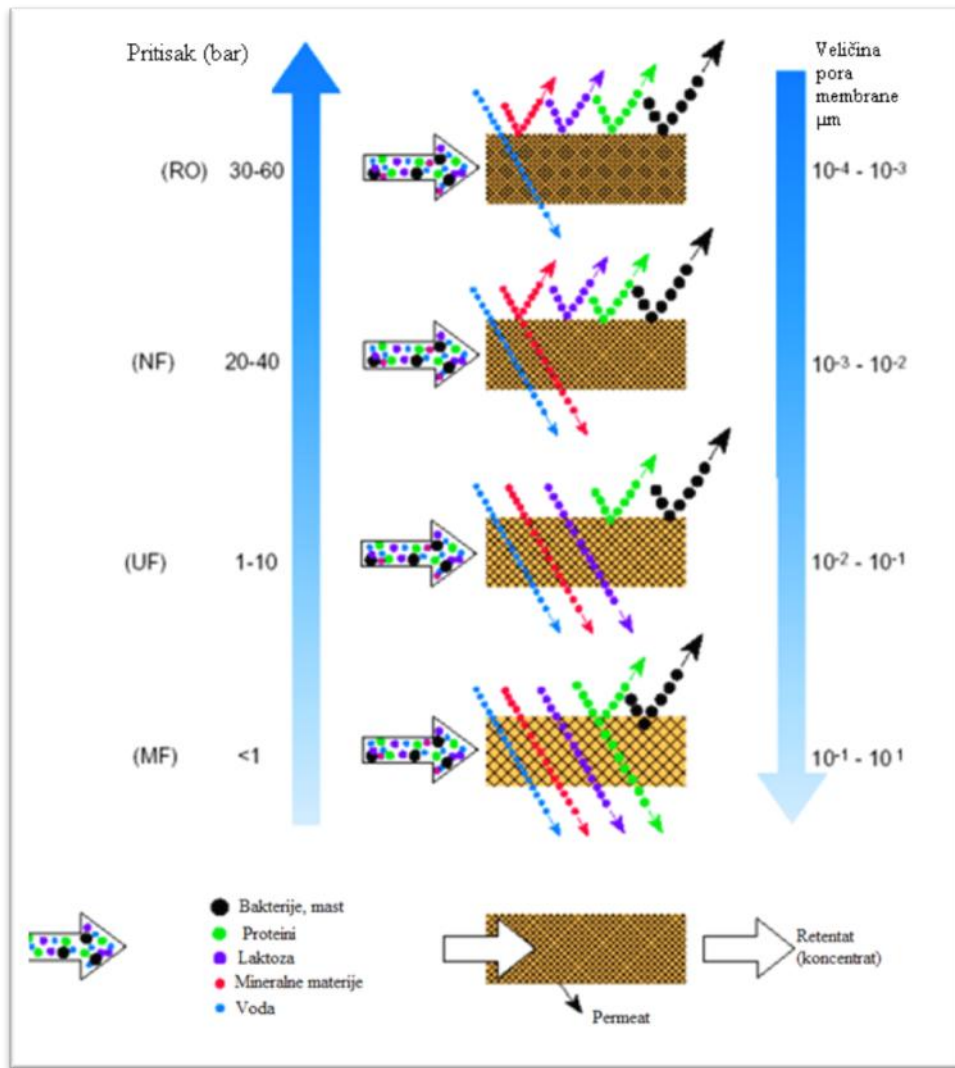 Pritisak (bar)
Veličina
pora
membrane
µm
(RO) 30-60 10-4 - 10-3
(NF) 20-40 10-3 - 10-2
(UF) 1-10 10-2 - 10-1
(MF) <1 10-1 - 101
Bakterije, mast
Proteini
Laktoza
Mineralne materije
Voda
Permeat
Retentat
(koncentrat)